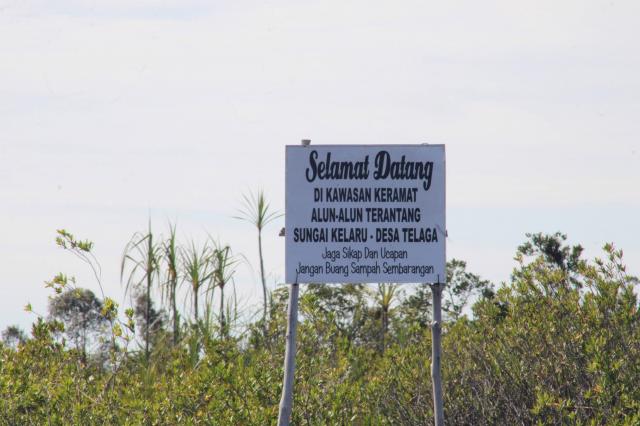 Selamat Datang
DI KAWASAN KERAMAT
ALUN-ALUN TERANTANG
SUNGAI KELARU - DESA TELAGA
Jaga Sikap Dan Ucapan
Jangan Buang Sampah Sembarangan